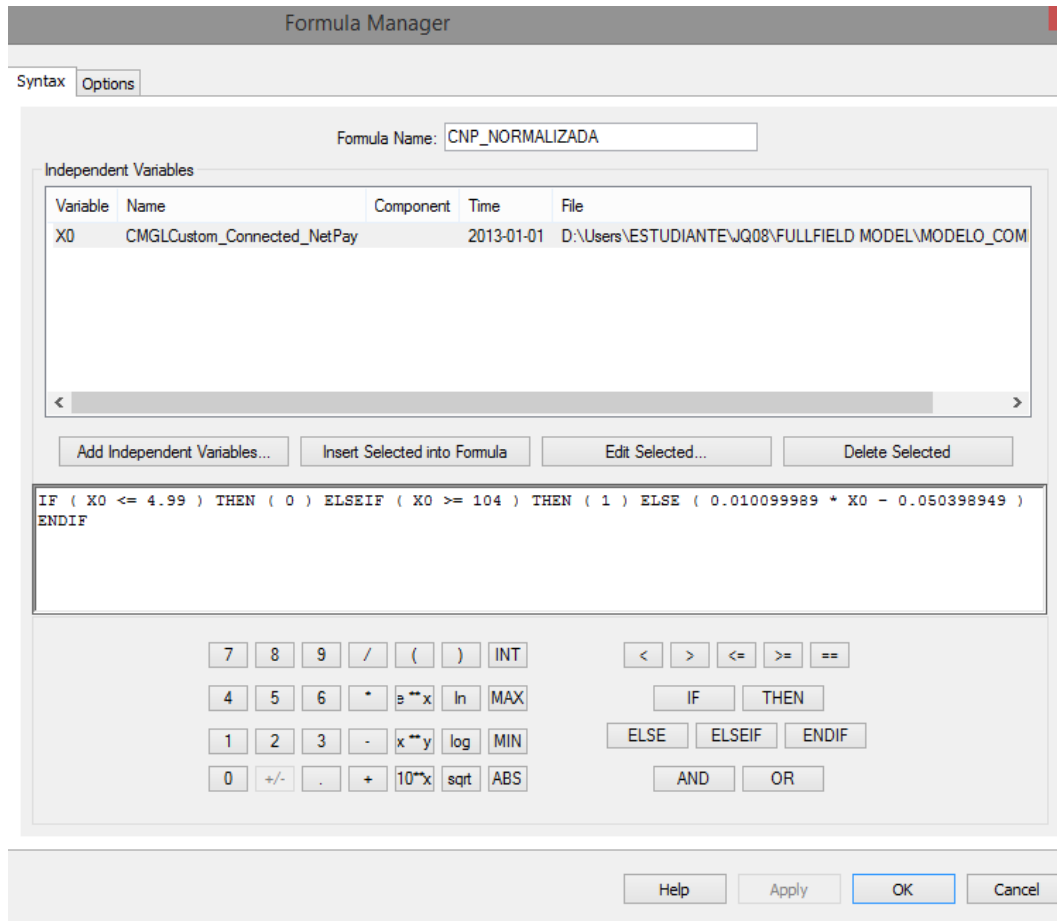 Formula Manager
Syntax Options
Formula Name: CNP_NORMALIZADA
Independent Variables
Variable Name Component Time File
X0 CMGLCustom_Connected_NetPay 2013-01-01 D:\Users\ESTUDIANTE\JQ08\FULLFIELD MODEL\MODELO_COM
< >
Add Independent Variables... Insert Selected into Formula Edit Selected... Delete Selected
IF ( X0 <= 4.99 ) THEN ( 0 ) ELSEIF ( X0 >= 104 ) THEN ( 1 ) ELSE ( 0.010099989 * X0 - 0.050398949 )
ENDIF
7 8 9 / ( ) INT < > <= >= ==
4 5 6 * e**x ln MAX IF THEN
1 2 3 - x**y log MIN ELSE ELSEIF ENDIF
0 +/- . + 10**x sqrt ABS AND OR
Help Apply OK Cancel